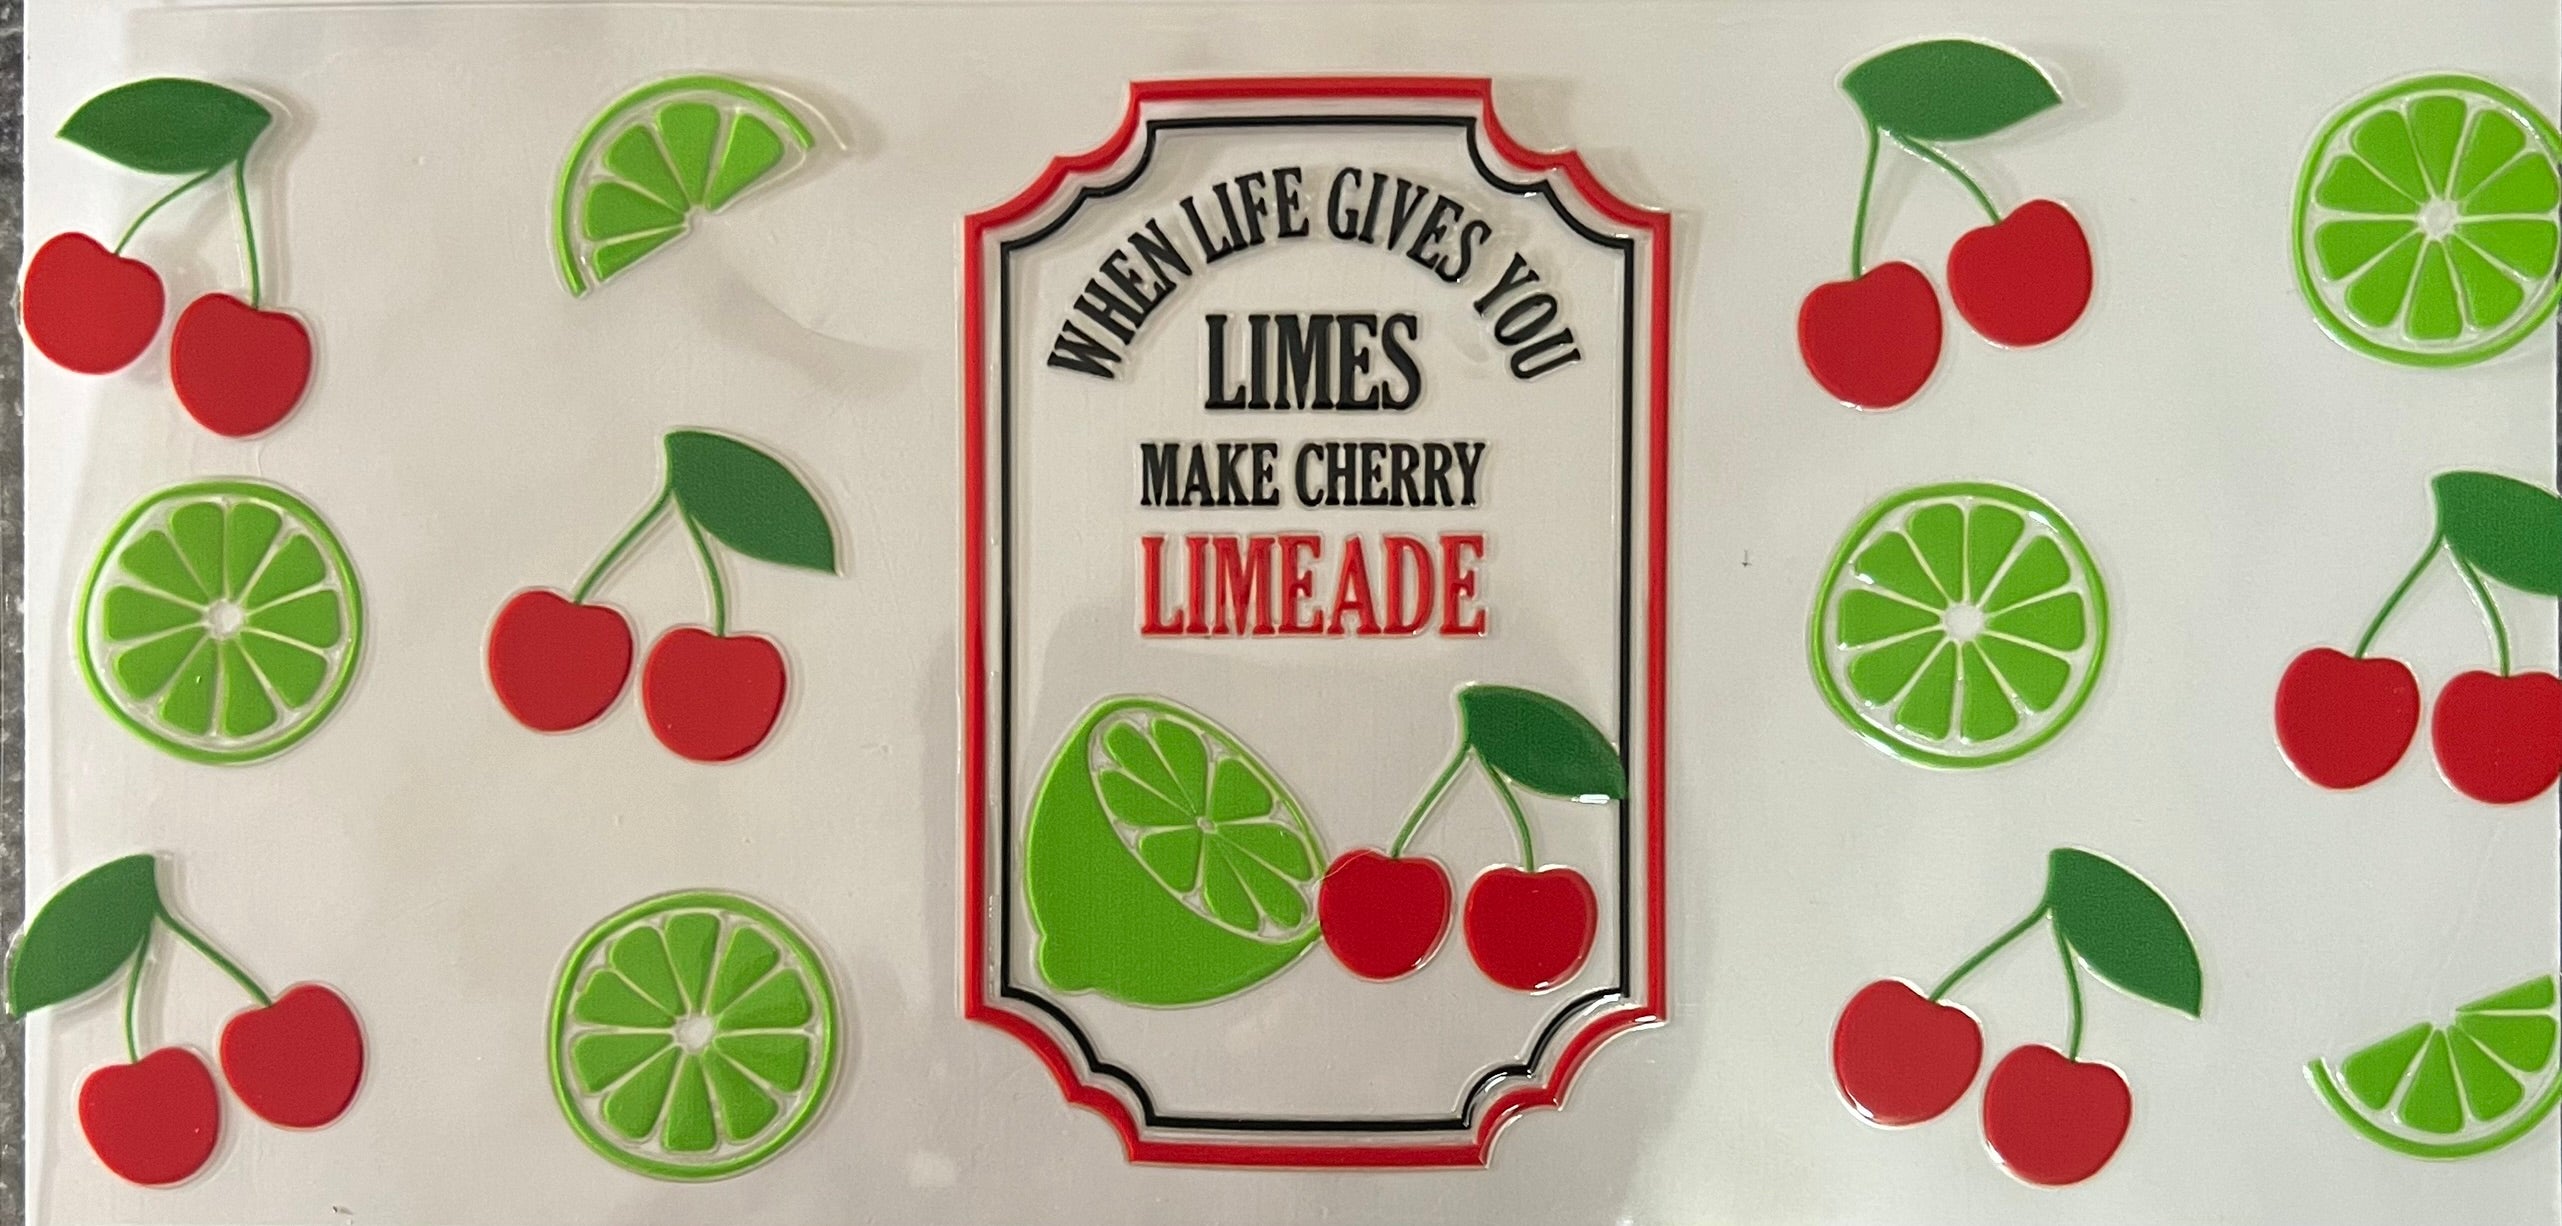 WHEN LIFE GIVES YOU
LIMES
MAKE CHERRY
LIMEADE